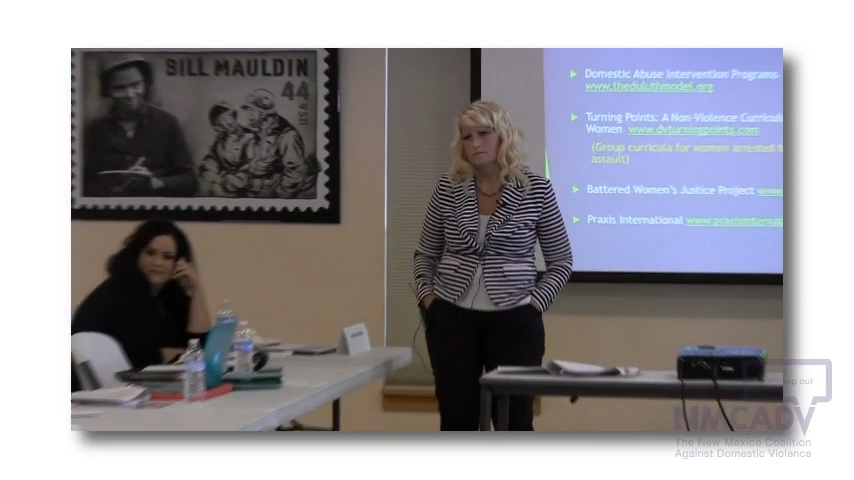 BILL MAULDIN
44
USA
Domestic Abuse Intervention Programs
www.theduluthmodel.org
Turning Points: A Non-Violence
Women www.dvturningpoints.com
(Group curricula for women arrested
assault)
Battered Women's Justice Project
Praxis International
out
NMCADV
The New Mexico Coalition
Against Domestic Violence